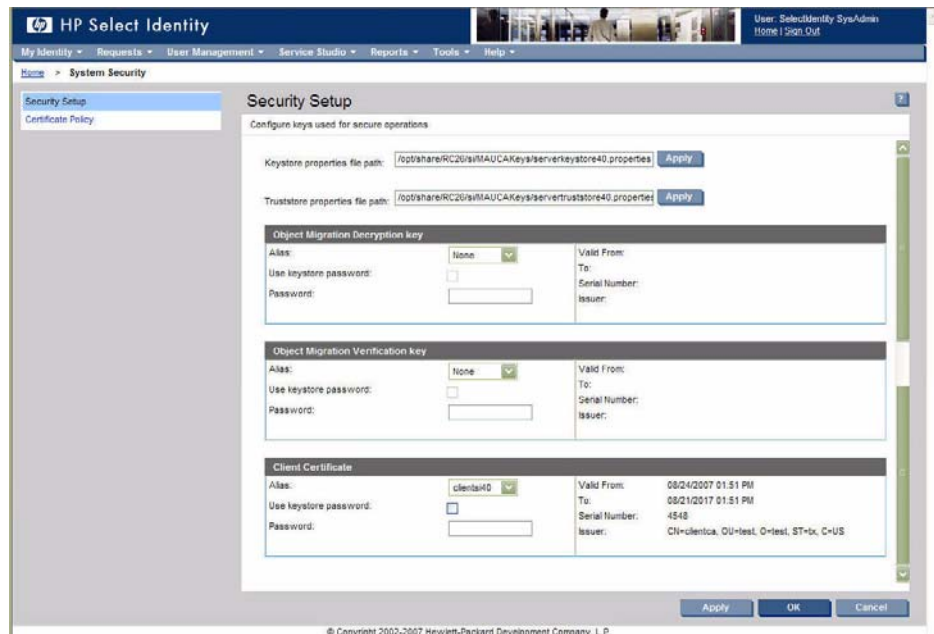 hp HP Select Identity
User: SelectIdentity SysAdmin
Home | Sign Out
My Identity Requests User Management Service Studio Reports Tools Help
Home > System Security
Security Setup
Certificate Policy
Security Setup
?
Configure keys used for secure operations
Keystore properties file path: /opt/share/RC26/si/MAUCAKeys/serverkeystore40.properties Apply
Truststore properties file path: /opt/share/RC26/si/MAUCAKeys/servertruststore40.properties Apply
Object Migration Decryption key
Alias: None Valid From:
Use keystore password: To:
Serial Number:
Password: Issuer:
Object Migration Verification key
Alias: None Valid From:
Use keystore password: To:
Serial Number:
Password: Issuer:
Client Certificate
Alias: clientsi40 Valid From: 08/24/2007 01:51 PM
Use keystore password: To: 08/21/2017 01:51 PM
Serial Number: 4548
Password: Issuer: CN=clientca, OU=test, O=test, ST=tx, C=US
Apply OK Cancel
© Copyright 2002-2007 Hewlett-Packard Development Company, L.P.